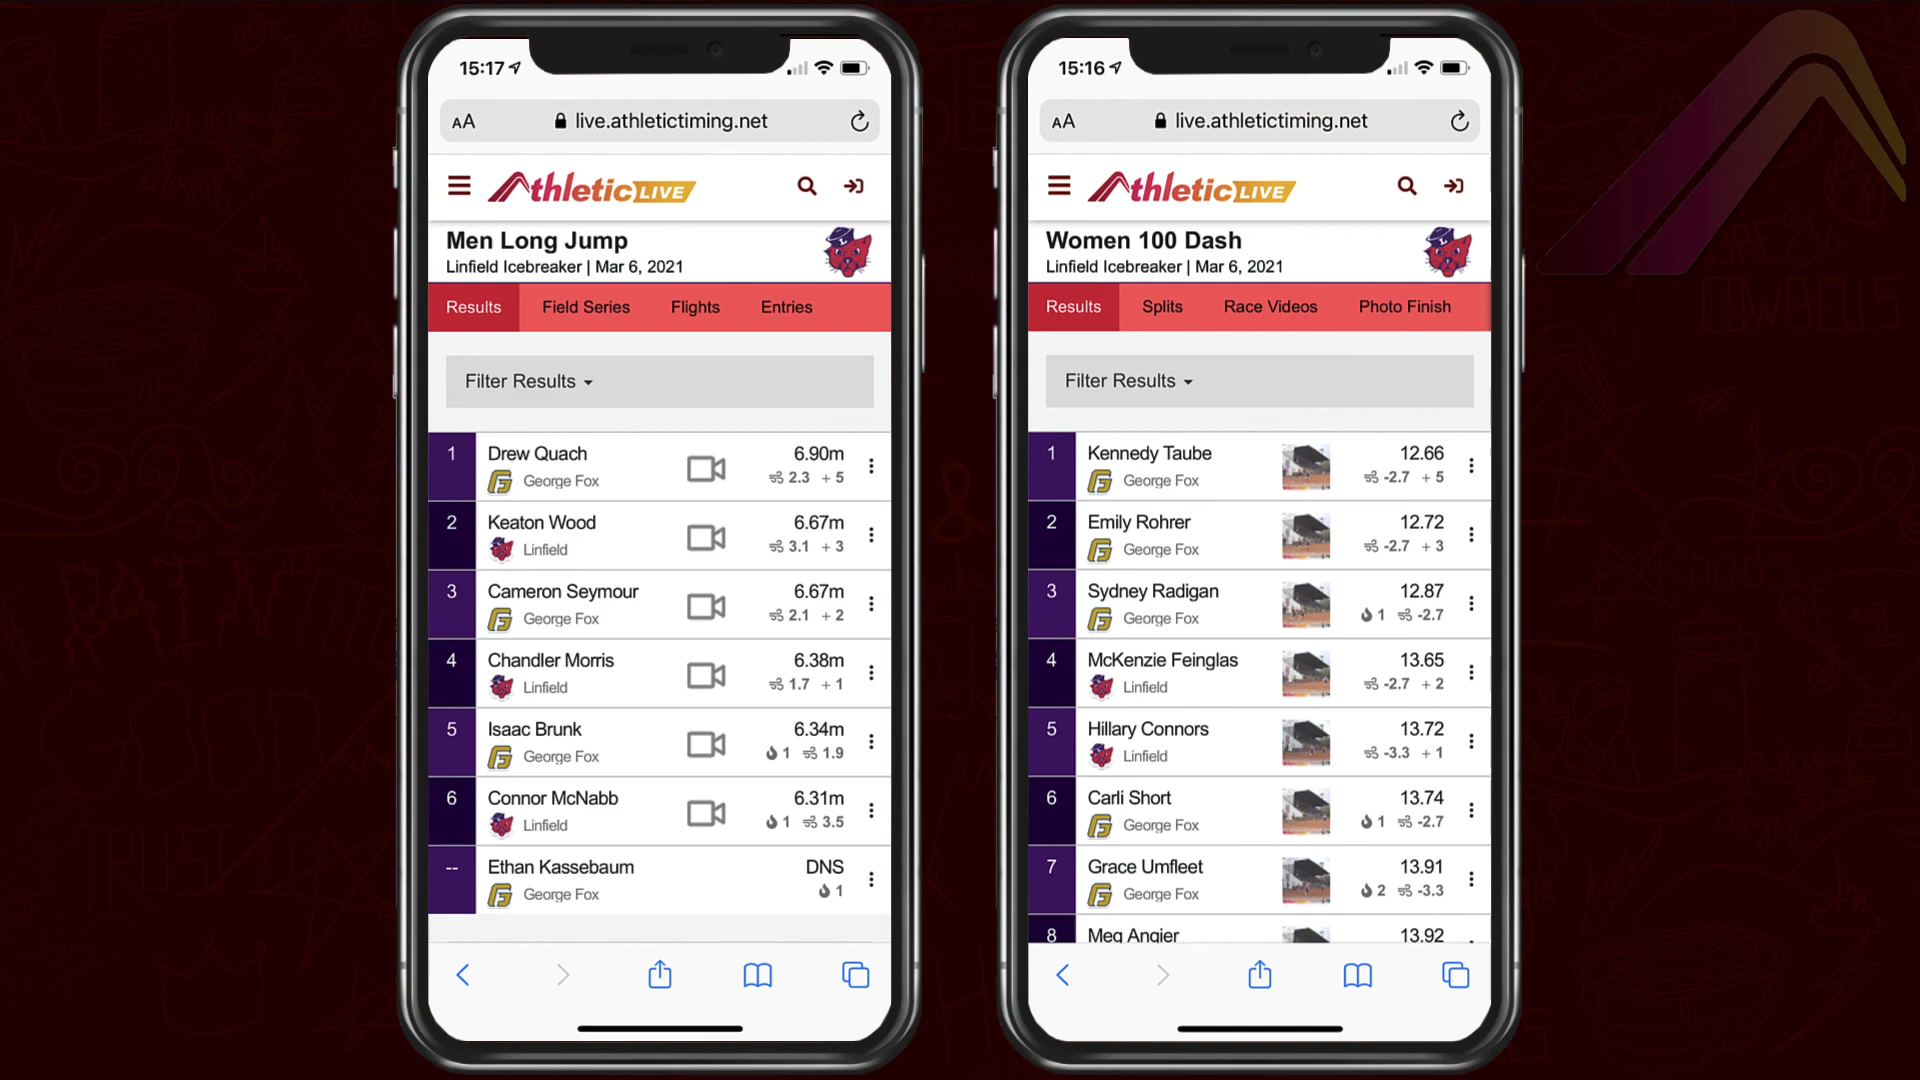 15:17
AA live.athletictiming.net
AthleticLIVE
Men Long Jump
Linfield Icebreaker | Mar 6, 2021
Results Field Series Flights Entries
Filter Results
1 Drew Quach 6.90m
George Fox 2.3 + 5
2 Keaton Wood 6.67m
Linfield 3.1 + 3
3 Cameron Seymour 6.67m
George Fox 2.1 + 2
4 Chandler Morris 6.38m
Linfield 1.7 + 1
5 Isaac Brunk 6.34m
George Fox 1 1.9
6 Connor McNabb 6.31m
Linfield 1 3.5
-- Ethan Kassebaum DNS
George Fox 1
15:16
AA live.athletictiming.net
AthleticLIVE
Women 100 Dash
Linfield Icebreaker | Mar 6, 2021
Results Splits Race Videos Photo Finish
Filter Results
1 Kennedy Taube 12.66
George Fox -2.7 + 5
2 Emily Rohrer 12.72
George Fox -2.7 + 3
3 Sydney Radigan 12.87
George Fox 1 -2.7
4 McKenzie Feinglas 13.65
Linfield -2.7 + 2
5 Hillary Connors 13.72
Linfield -3.3 + 1
6 Carli Short 13.74
George Fox 1 -2.7
7 Grace Umfleet 13.91
George Fox 2 -3.3
8 Meg Angier 13.92
COWBELLS